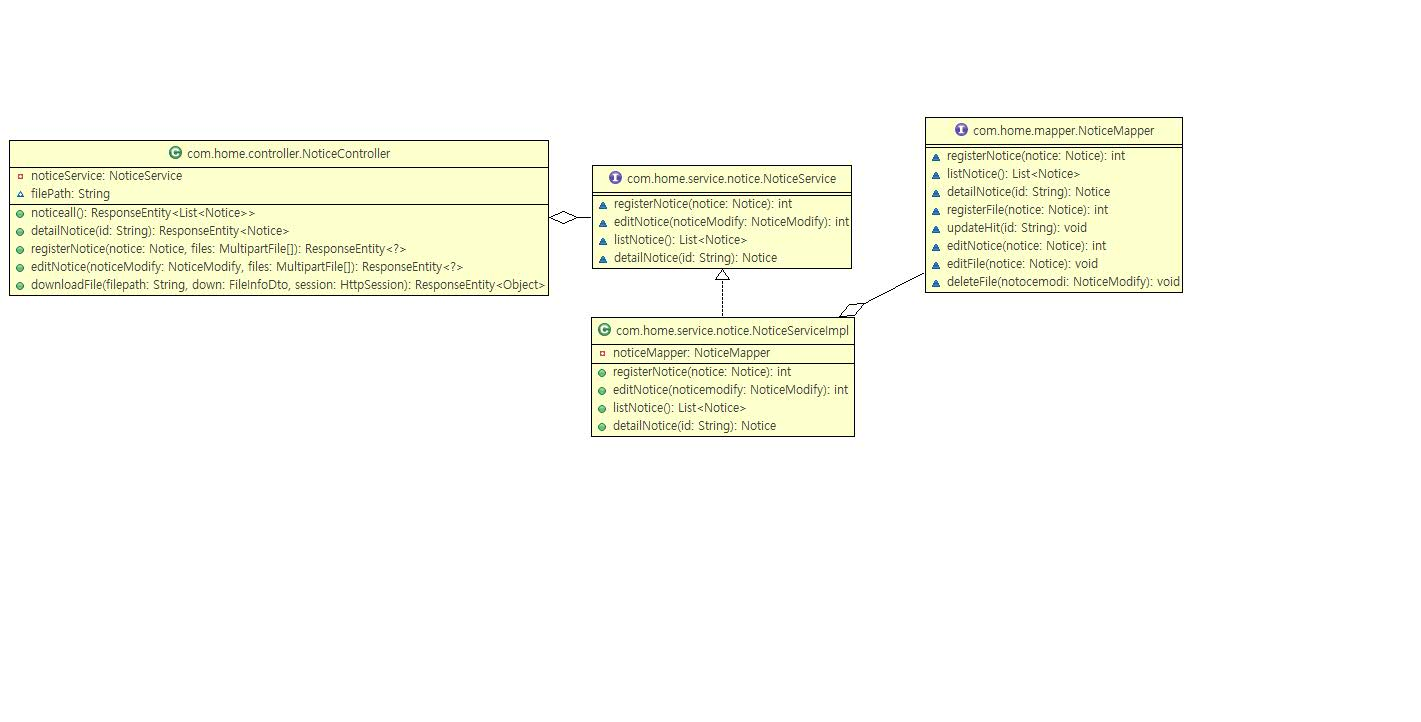 com.home.controller.NoticeController
noticeService: NoticeService
filePath: String
noticeall(): ResponseEntity<List<Notice>>
detailNotice(id: String): ResponseEntity<Notice>
registerNotice(notice: Notice, files: MultipartFile[]): ResponseEntity<?>
editNotice(noticeModify: NoticeModify, files: MultipartFile[]): ResponseEntity<?>
downloadFile(filepath: String, down: FileInfoDto, session: HttpSession): ResponseEntity<Object>
com.home.service.notice.NoticeService
registerNotice(notice: Notice): int
editNotice(noticeModify: NoticeModify): int
listNotice(): List<Notice>
detailNotice(id: String): Notice
com.home.service.notice.NoticeServiceImpl
noticeMapper: NoticeMapper
registerNotice(notice: Notice): int
editNotice(noticemodify: NoticeModify): int
listNotice(): List<Notice>
detailNotice(id: String): Notice
com.home.mapper.NoticeMapper
registerNotice(notice: Notice): int
listNotice(): List<Notice>
detailNotice(id: String): Notice
registerFile(notice: Notice): int
updateHit(id: String): void
editNotice(notice: Notice): int
editFile(notice: Notice): void
deleteFile(notocemodi: NoticeModify): void